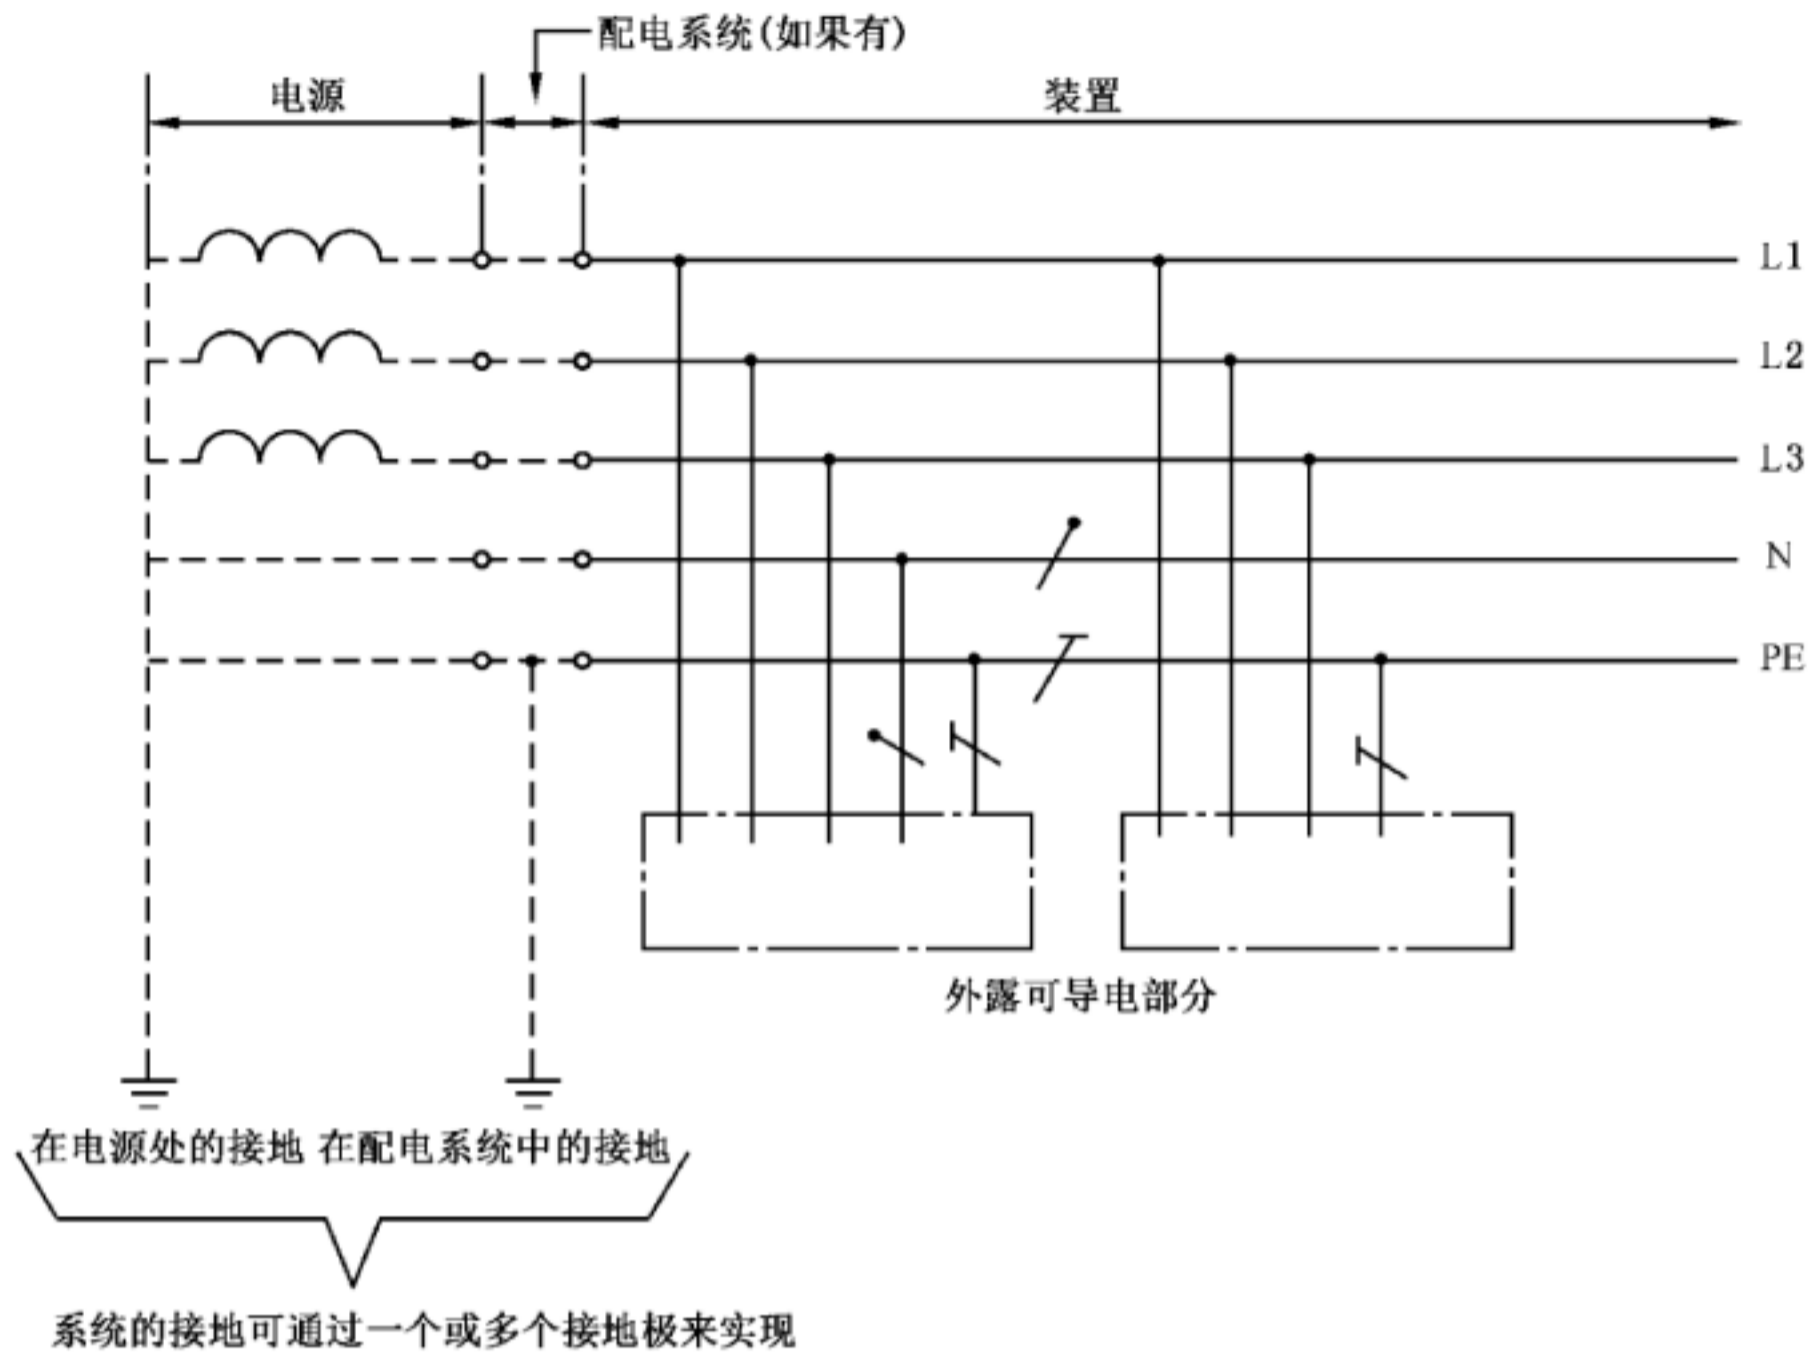 配电系统(如果有)
电源
装置
L1
L2
L3
N
PE
外露可导电部分
在电源处的接地 在配电系统中的接地
系统的接地可通过一个或多个接地极来实现